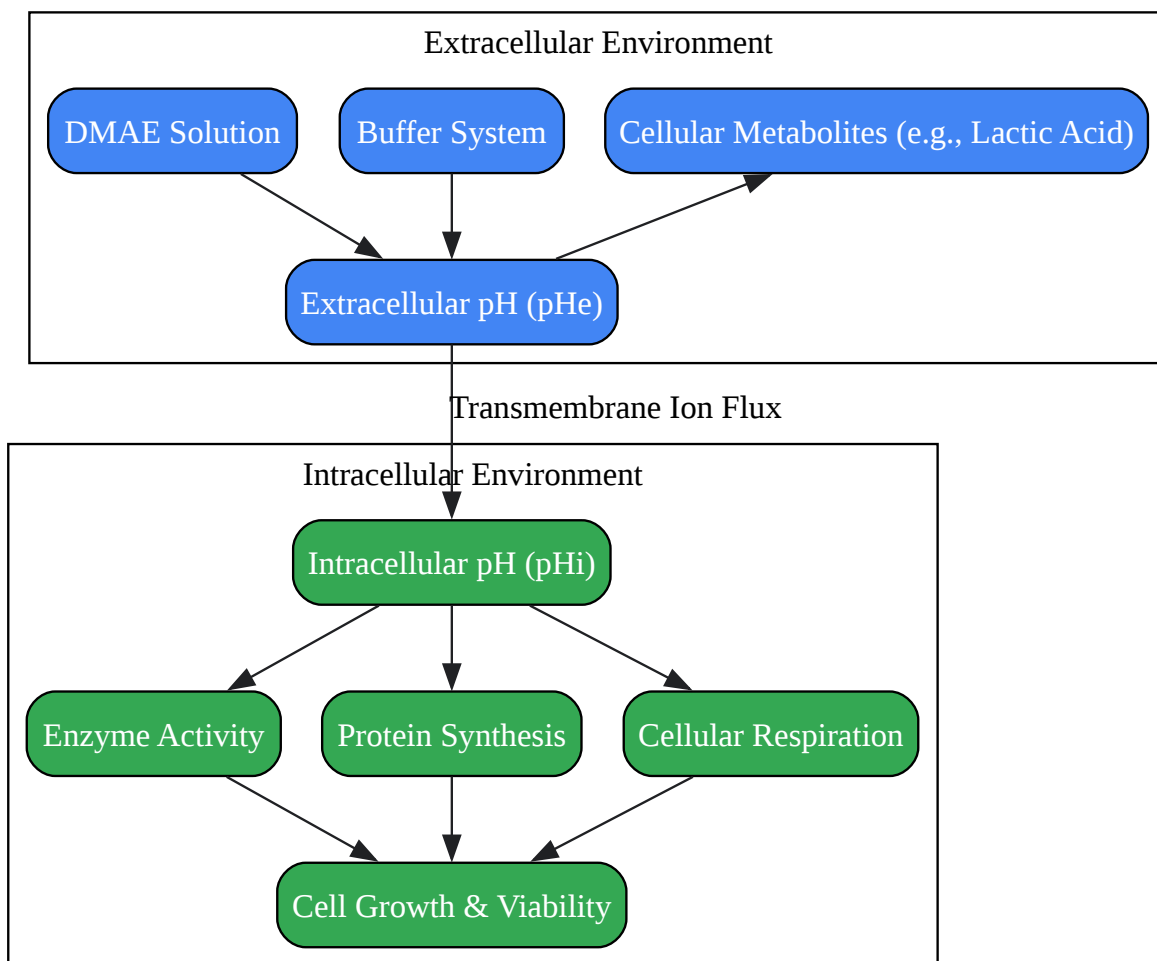 Extracellular Environment
DMAE Solution
Buffer System
Cellular Metabolites (e.g., Lactic Acid)
Extracellular pH (pHe)
Transmembrane Ion Flux
Intracellular Environment
Intracellular pH (pHi)
Enzyme Activity
Protein Synthesis
Cellular Respiration
Cell Growth & Viability